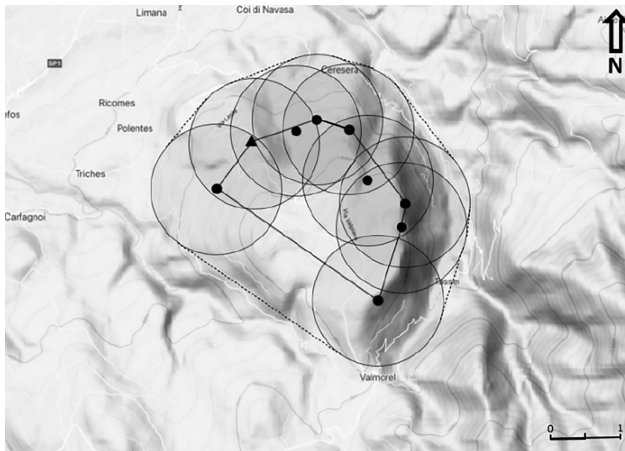 Limana
Coi di Navasa
N
SP1
Ceresera
Ricomes
Polentes
Triches
Carfagnoi
Valmorel
0 1